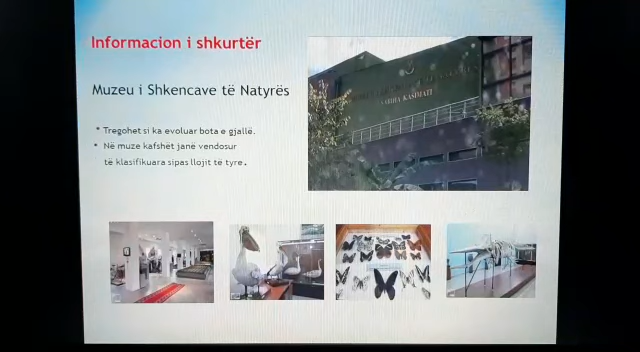 Informacion i shkurtër
Muzeu i Shkencave të Natyrës
* Tregohet si ka evoluar bota e gjallë.
• Në muze kafshët janë vendosur
të klasifikuara sipas llojit të tyre.
KASIMATI